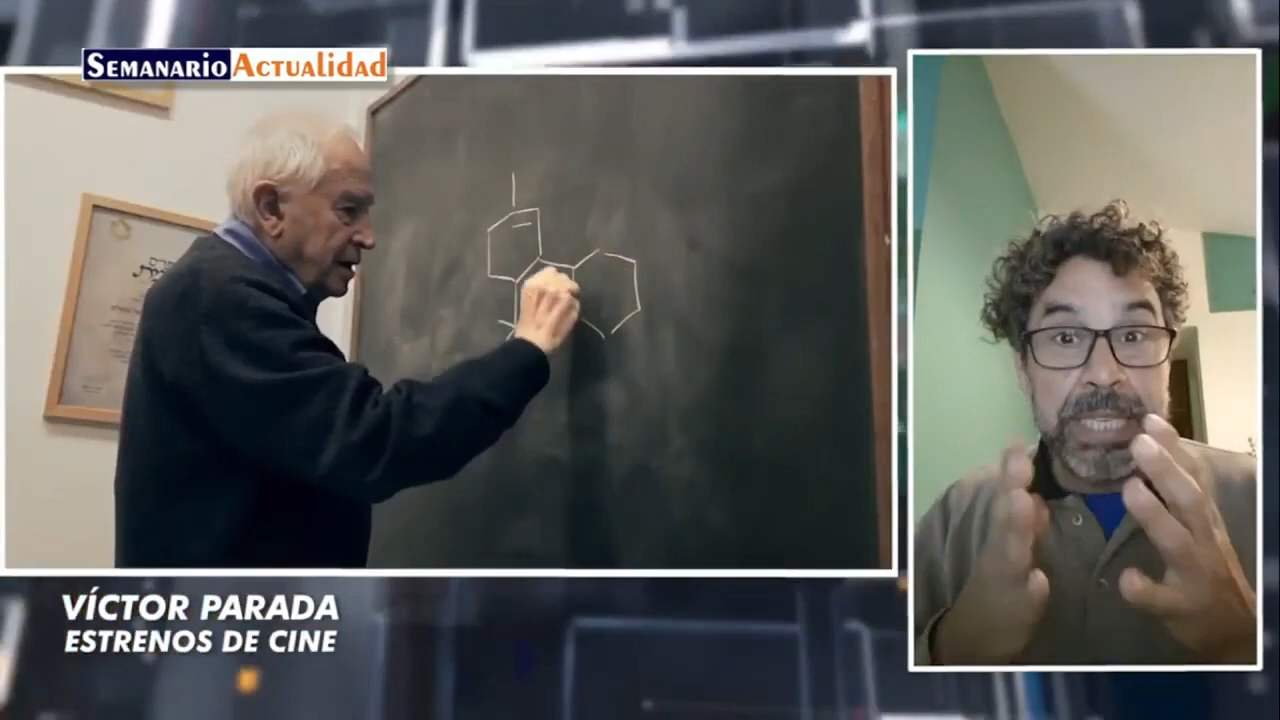 SEMANARIO ACTUALIDAD
VÍCTOR PARADA
ESTRENOS DE CINE